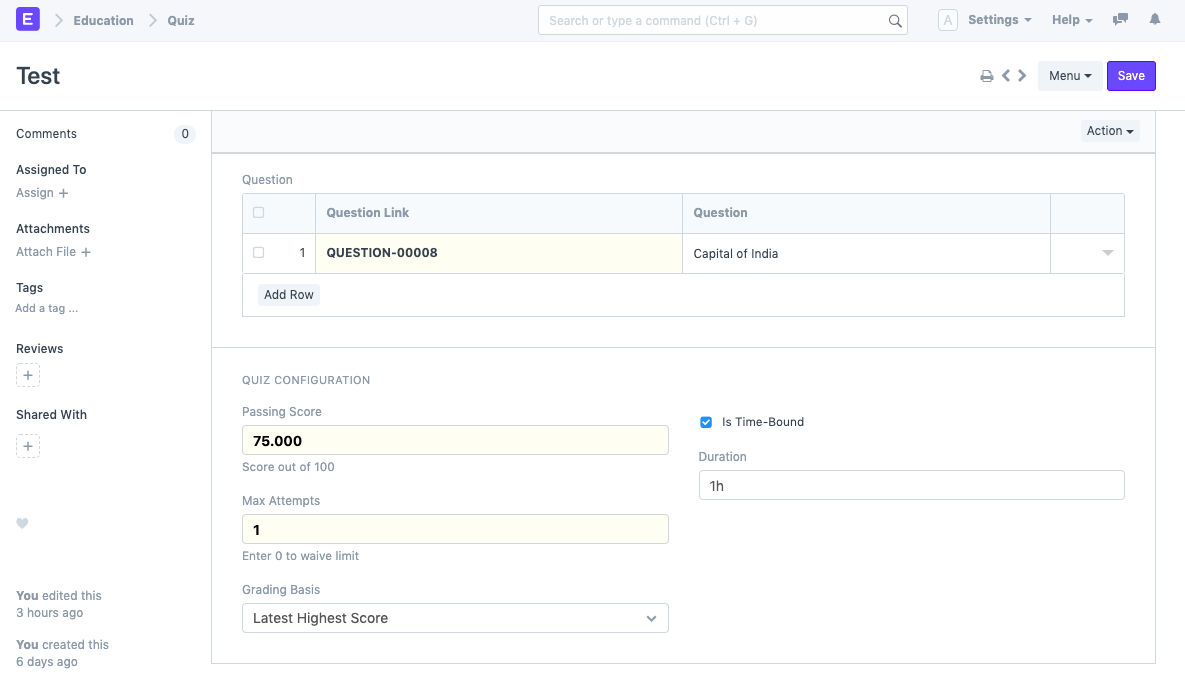 E Education Quiz Search or type a command (Ctrl + G) A Settings Help
Test Menu Save
Comments 0
Action
Assigned To
Assign +
Attachments
Attach File +
Tags
Add a tag ...
Reviews
+
Shared With
+
You edited this
3 hours ago
You created this
6 days ago
Question
Question Link Question
1 QUESTION-00008 Capital of India
Add Row
QUIZ CONFIGURATION
Passing Score
75.000
Score out of 100
Max Attempts
1
Enter 0 to waive limit
Grading Basis
Latest Highest Score
Is Time-Bound
Duration
1h